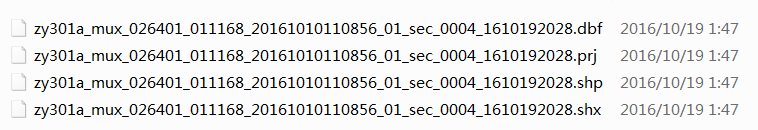 zy301a_mux_026401_011168_20161010110856_01_sec_0004_1610192028.dbf 2016/10/19 1:47
zy301a_mux_026401_011168_20161010110856_01_sec_0004_1610192028.prj 2016/10/19 1:47
zy301a_mux_026401_011168_20161010110856_01_sec_0004_1610192028.shp 2016/10/19 1:47
zy301a_mux_026401_011168_20161010110856_01_sec_0004_1610192028.shx 2016/10/19 1:47